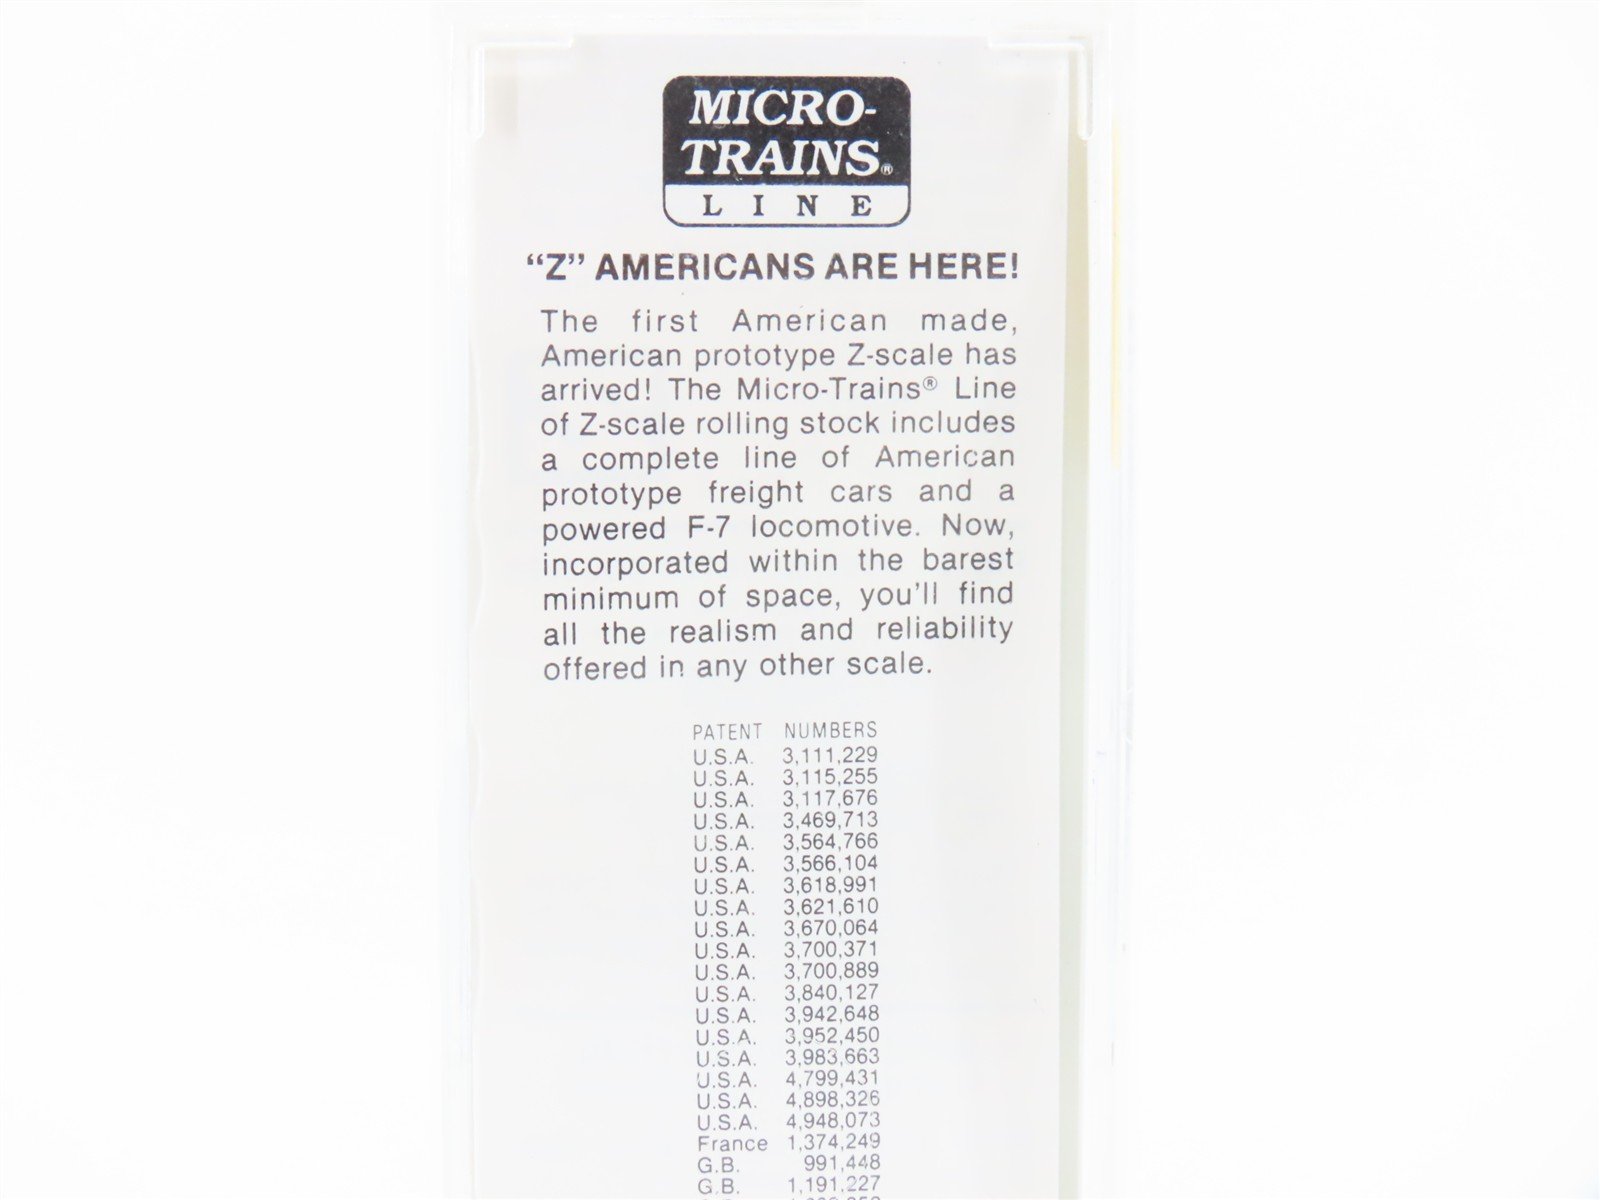 MICRO-
TRAINS®
LINE
“Z” AMERICANS ARE HERE!
The first American made,
American prototype Z-scale has
arrived! The Micro-Trains® Line
of Z-scale rolling stock includes
a complete line of American
prototype freight cars and a
powered F-7 locomotive. Now,
incorporated within the barest
minimum of space, you'll find
all the realism and reliability
offered in any other scale.
PATENT NUMBERS
U.S.A. 3,111,229
U.S.A. 3,115,255
U.S.A. 3,117,676
U.S.A. 3,469,713
U.S.A. 3,564,766
U.S.A. 3,566,104
U.S.A. 3,618,991
U.S.A. 3,621,610
U.S.A. 3,670,064
U.S.A. 3,700,371
U.S.A. 3,700,889
U.S.A. 3,840,127
U.S.A. 3,942,648
U.S.A. 3,952,450
U.S.A. 3,983,663
U.S.A. 4,799,431
U.S.A. 4,898,326
U.S.A. 4,948,073
France 1,374,249
G.B. 991,448
G.B. 1,191,227